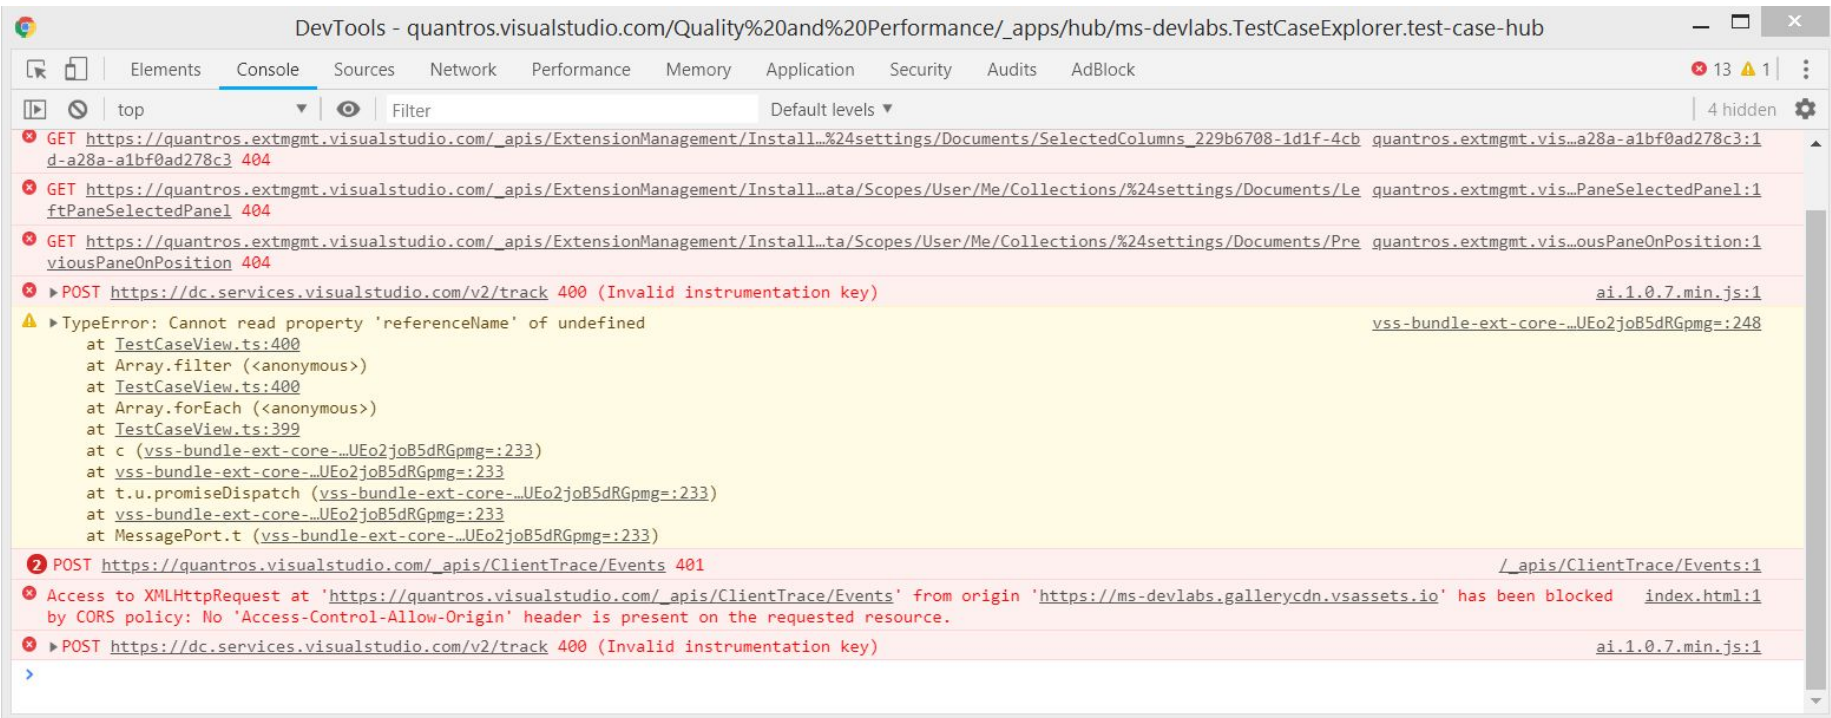 DevTools - quantros.visualstudio.com/Quality%20and%20Performance/_apps/hub/ms-devlabs.TestCaseExplorer.test-case-hub
Elements Console Sources Network Performance Memory Application Security Audits AdBlock 13 1
top Filter Default levels 4 hidden
GET https://quantros.extmgmt.visualstudio.com/_apis/ExtensionManagement/Install…%24settings/Documents/SelectedColumns_229b6708-1d1f-4cb quantros.extmgmt.vis…a28a-a1bf0ad278c3:1
d-a28a-a1bf0ad278c3 404
GET https://quantros.extmgmt.visualstudio.com/_apis/ExtensionManagement/Install…ata/Scopes/User/Me/Collections/%24settings/Documents/Le quantros.extmgmt.vis…PaneSelectedPanel:1
ftPaneSelectedPanel 404
GET https://quantros.extmgmt.visualstudio.com/_apis/ExtensionManagement/Install…ta/Scopes/User/Me/Collections/%24settings/Documents/Pre quantros.extmgmt.vis…ousPaneOnPosition:1
viousPaneOnPosition 404
POST https://dc.services.visualstudio.com/v2/track 400 (Invalid instrumentation key) ai.1.0.7.min.js:1
TypeError: Cannot read property 'referenceName' of undefined vss-bundle-ext-core-…UEo2joB5dRGpmg=:248
at TestCaseView.ts:400
at Array.filter (<anonymous>)
at TestCaseView.ts:400
at Array.forEach (<anonymous>)
at TestCaseView.ts:399
at c (vss-bundle-ext-core-…UEo2joB5dRGpmg=:233)
at vss-bundle-ext-core-…UEo2joB5dRGpmg=:233
at t.u.promiseDispatch (vss-bundle-ext-core-…UEo2joB5dRGpmg=:233)
at vss-bundle-ext-core-…UEo2joB5dRGpmg=:233
at MessagePort.t (vss-bundle-ext-core-…UEo2joB5dRGpmg=:233)
2 POST https://quantros.visualstudio.com/_apis/ClientTrace/Events 401 /_apis/ClientTrace/Events:1
Access to XMLHttpRequest at 'https://quantros.visualstudio.com/_apis/ClientTrace/Events' from origin 'https://ms-devlabs.gallerycdn.vsassets.io' has been blocked index.html:1
by CORS policy: No 'Access-Control-Allow-Origin' header is present on the requested resource.
POST https://dc.services.visualstudio.com/v2/track 400 (Invalid instrumentation key) ai.1.0.7.min.js:1